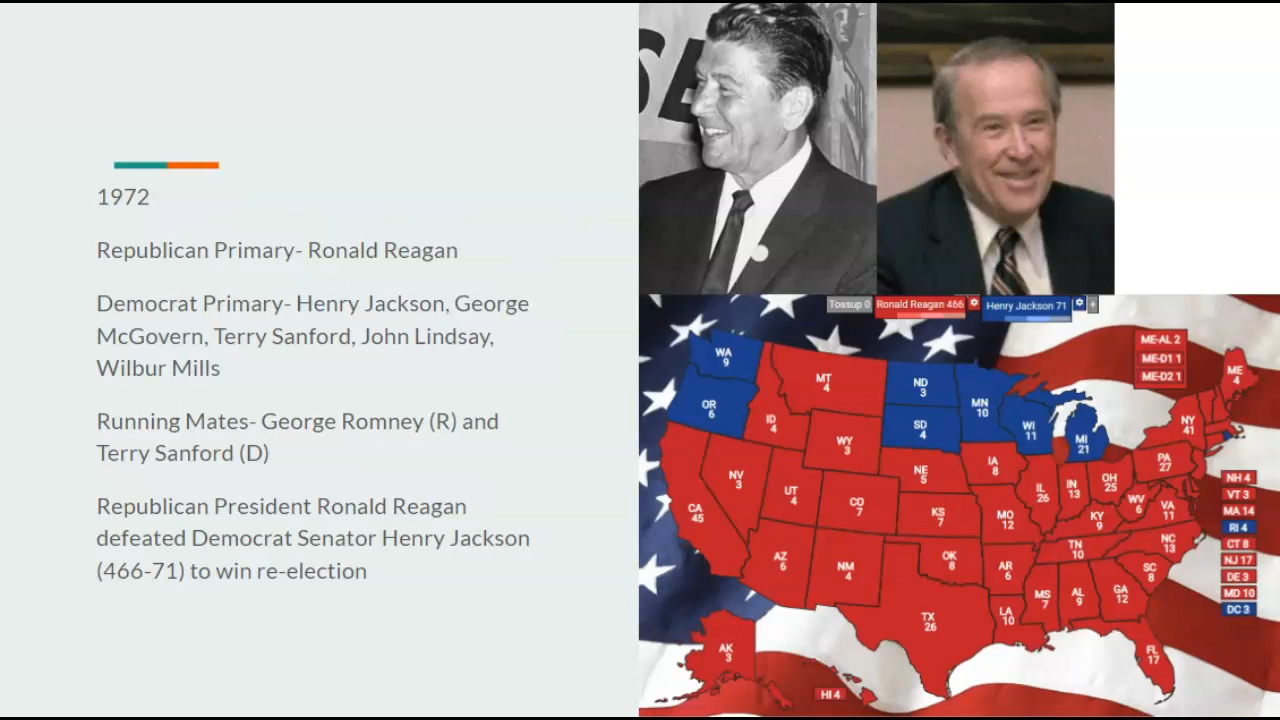 1972
Republican Primary- Ronald Reagan
Democrat Primary- Henry Jackson, George
McGovern, Terry Sanford, John Lindsay,
Wilbur Mills
Running Mates- George Romney (R) and
Terry Sanford (D)
Republican President Ronald Reagan
defeated Democrat Senator Henry Jackson
(466-71) to win re-election
SE
Tossup 0 Ronald Reagan 466 Henry Jackson 71 +
ME-AL 2
ME-D1 1
ME-D2 1
WA
9
OR
6
ID
4
MT
4
ND
3
SD
4
MN
10
WI
11
MI
21
ME
4
NY
41
PA
27
WY
3
NV
3
UT
4
CO
7
NE
5
IA
8
IL
26
IN
13
OH
25
WV
6
VA
11
CA
45
KS
7
MO
12
KY
9
AZ
6
NM
4
OK
8
AR
6
TN
10
NC
13
SC
8
TX
26
LA
10
MS
7
AL
9
GA
12
FL
17
AK
3
HI 4
NH 4
VT 3
MA 14
RI 4
CT 8
NJ 17
DE 3
MD 10
DC 3